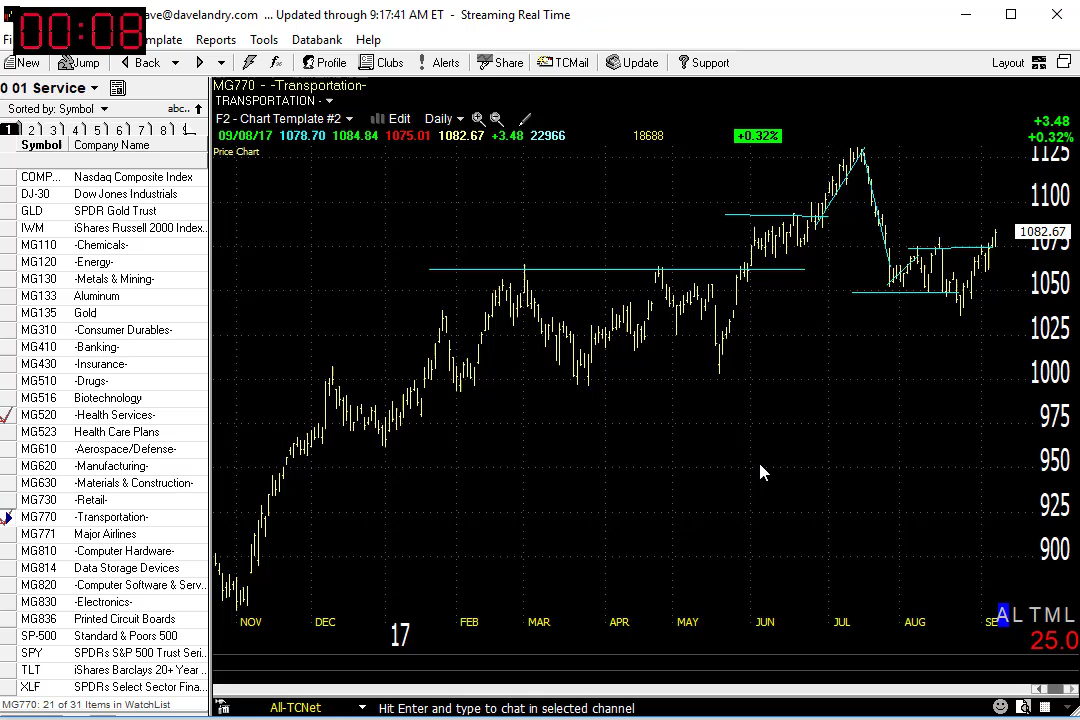 00:08
ave@davelandry.com ... Updated through 9:17:41 AM ET - Streaming Real Time
mplate Reports Tools Databank Help
New Jump Back Profile Clubs Alerts Share TCMail Update Support Layout
0 01 Service
Sorted by: Symbol abc..
1 2 3 4 5 6 7 8
Symbol Company Name
COMP... Nasdaq Composite Index
DJ-30 Dow Jones Industrials
GLD SPDR Gold Trust
IWM iShares Russell 2000 Index..
MG110 -Chemicals-
MG120 -Energy-
MG130 -Metals & Mining-
MG133 Aluminum
MG135 Gold
MG310 -Consumer Durables-
MG410 -Banking-
MG430 -Insurance-
MG510 -Drugs-
MG516 Biotechnology
MG520 -Health Services-
MG523 Health Care Plans
MG610 -Aerospace/Defense-
MG620 -Manufacturing-
MG630 -Materials & Construction-
MG730 -Retail-
MG770 -Transportation-
MG771 Major Airlines
MG810 -Computer Hardware-
MG814 Data Storage Devices
MG820 -Computer Software & Serv..
MG830 -Electronics-
MG836 Printed Circuit Boards
SP-500 Standard & Poors 500
SPY SPDRs S&P 500 Trust Seri..
TLT iShares Barclays 20+ Year ..
XLF SPDRs Select Sector Fina..
MG770: 21 of 31 Items in WatchList
MG770 - -Transportation-
TRANSPORTATION -
F2 - Chart Template #2 Edit Daily
09/08/17 1078.70 1084.84 1075.01 1082.67 +3.48 22966 18688 +0.32%
Price Chart
+3.48
+0.32%
1125
1100
1082.67
1075
1050
1025
1000
975
950
925
900
NOV DEC 17 FEB MAR APR MAY JUN JUL AUG SE
A L T M L
25.0
All-TCNet Hit Enter and type to chat in selected channel